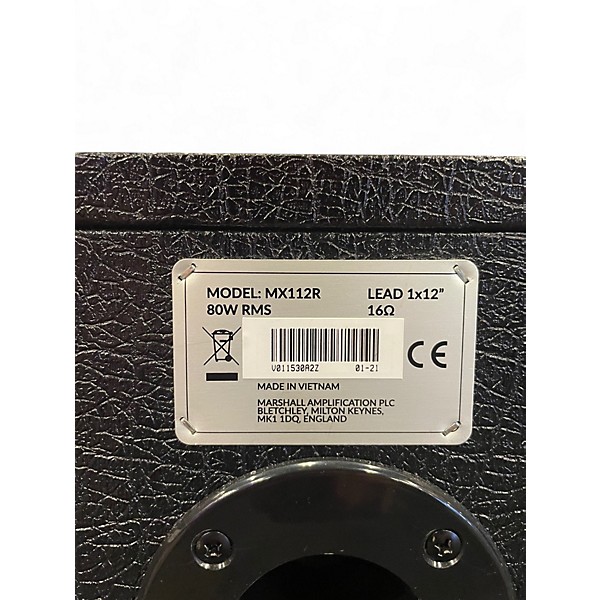 MODEL: MX112R LEAD 1x12"
80W RMS 16Ω
V011530A2Z 01-21
CE
MADE IN VIETNAM
MARSHALL AMPLIFICATION PLC
BLETCHLEY, MILTON KEYNES,
MK1 1DQ, ENGLAND